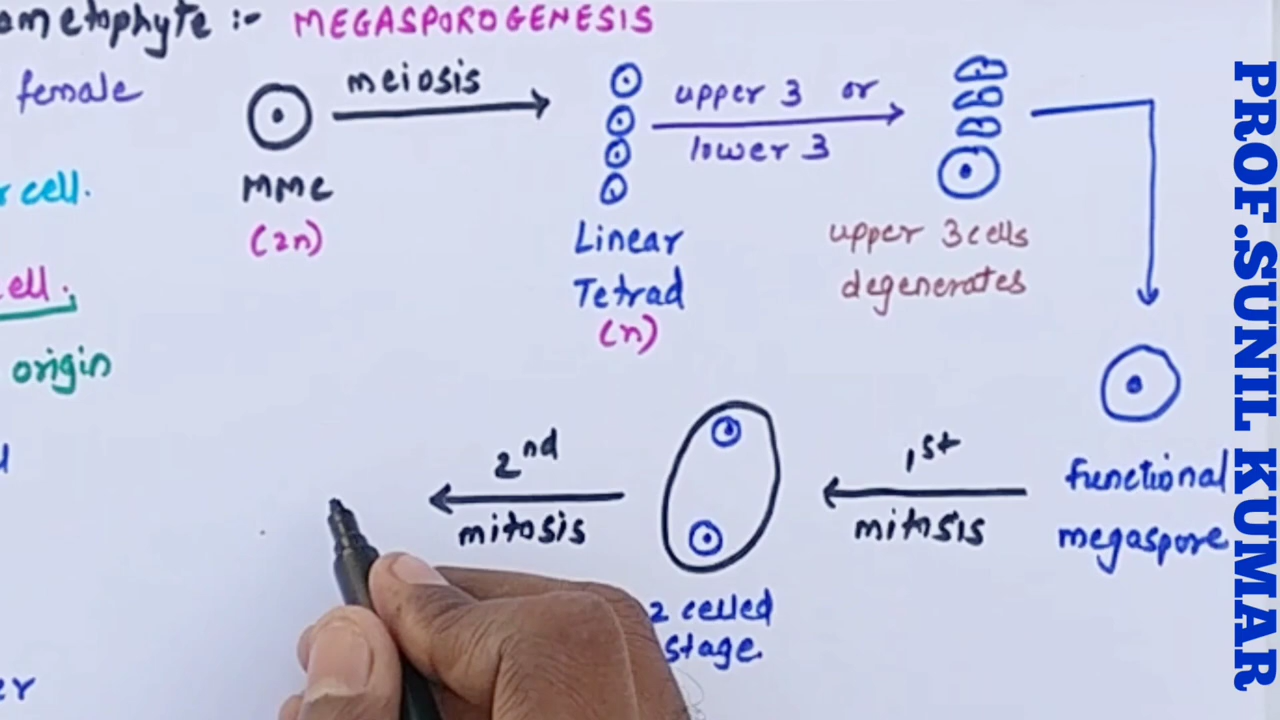 ametophyte :- MEGASPOROGENESIS
female
r cell.
ell.
origin
er
meiosis
MMC
(2n)
Linear
Tetrad
(n)
upper 3 or
lower 3
upper 3 cells
degenerates
functional
megaspore
1st
mitosis
2 celled
stage
2nd
mitosis
PROF.SUNIL KUMAR